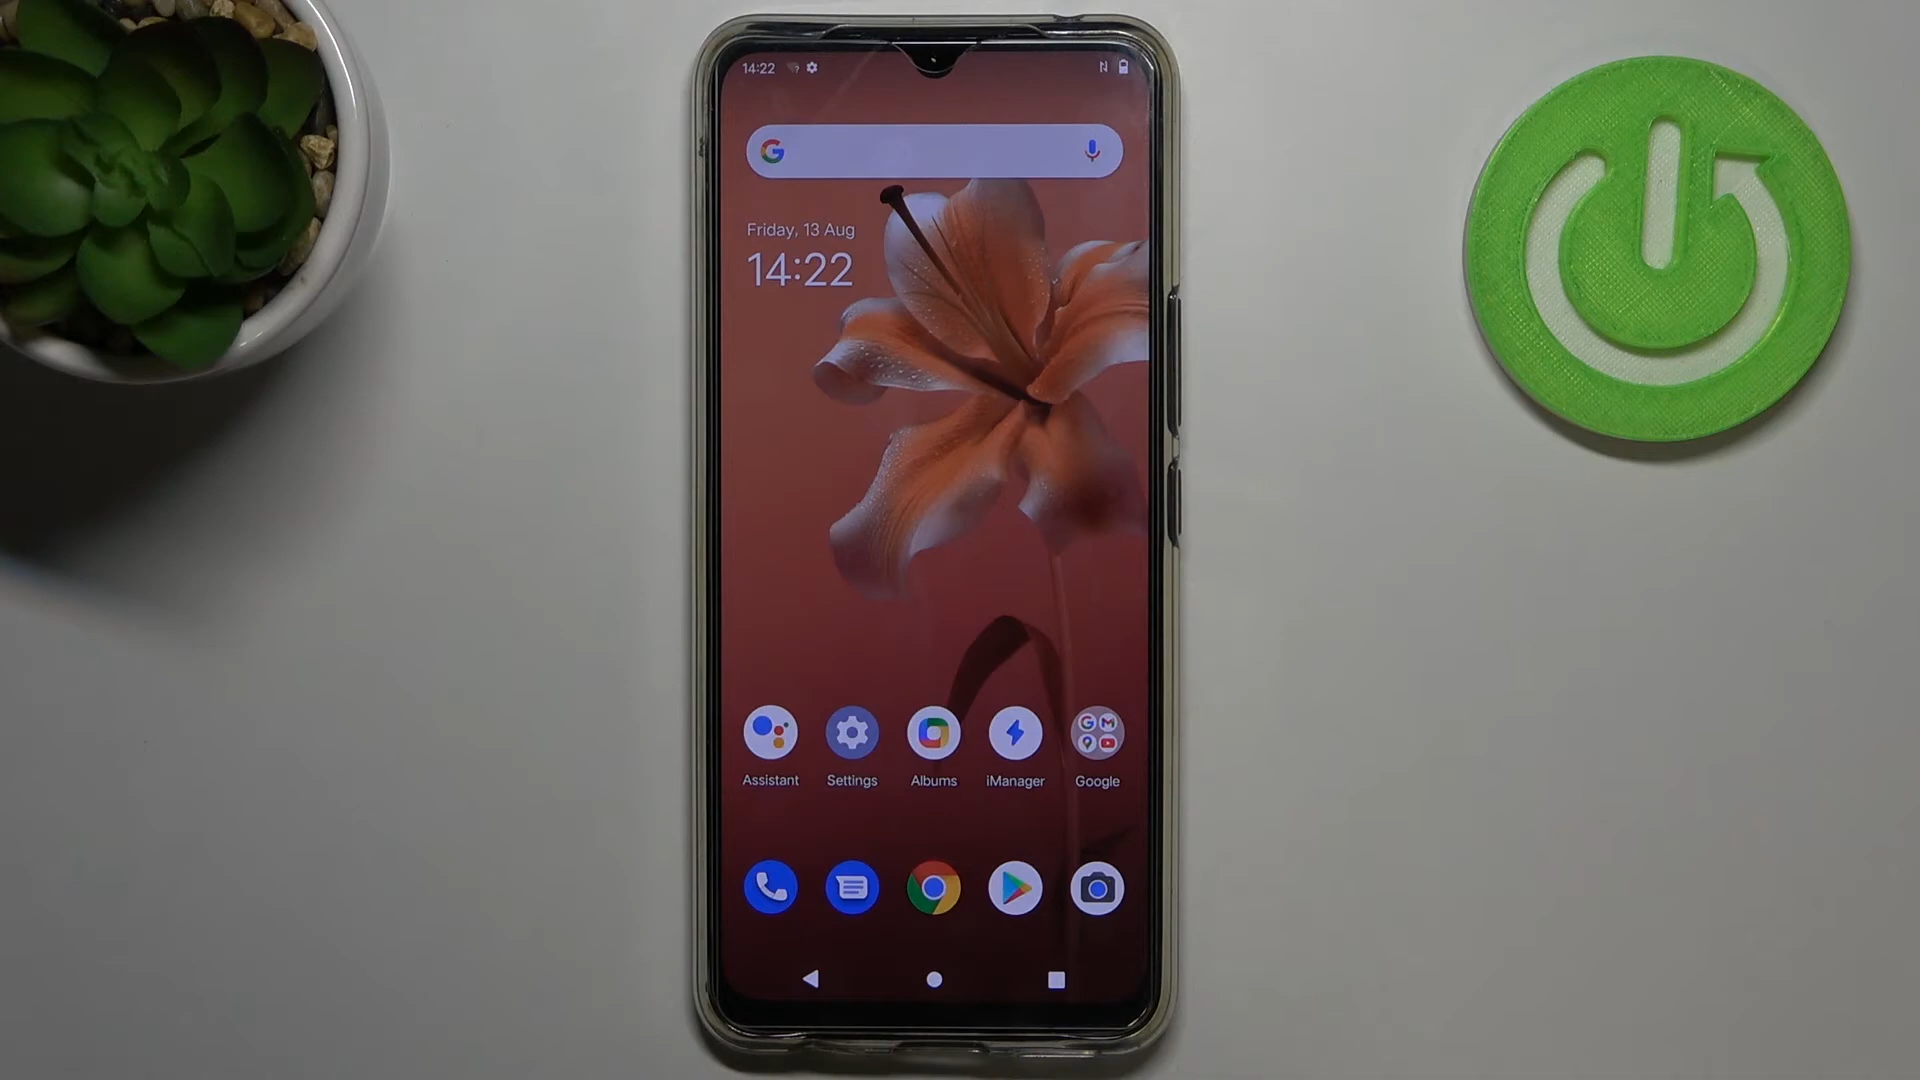 14:22
Friday, 13 Aug
14:22
Assistant
Settings
Albums
iManager
Google